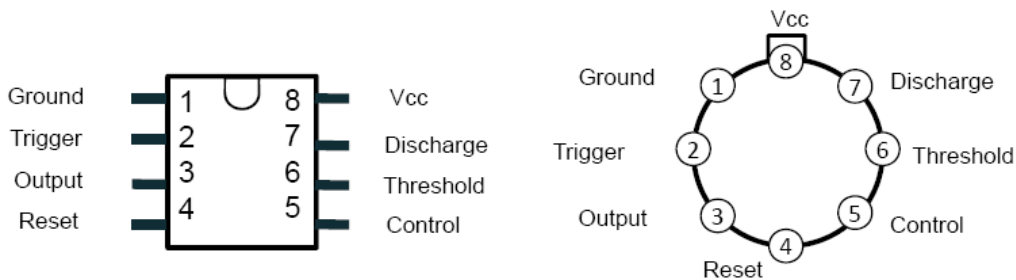 Ground 1 8 Vcc
Trigger 2 7 Discharge
Output 3 6 Threshold
Reset 4 5 Control
Vcc
8
Ground 1 7 Discharge
Trigger 2 6 Threshold
Output 3 5 Control
4
Reset